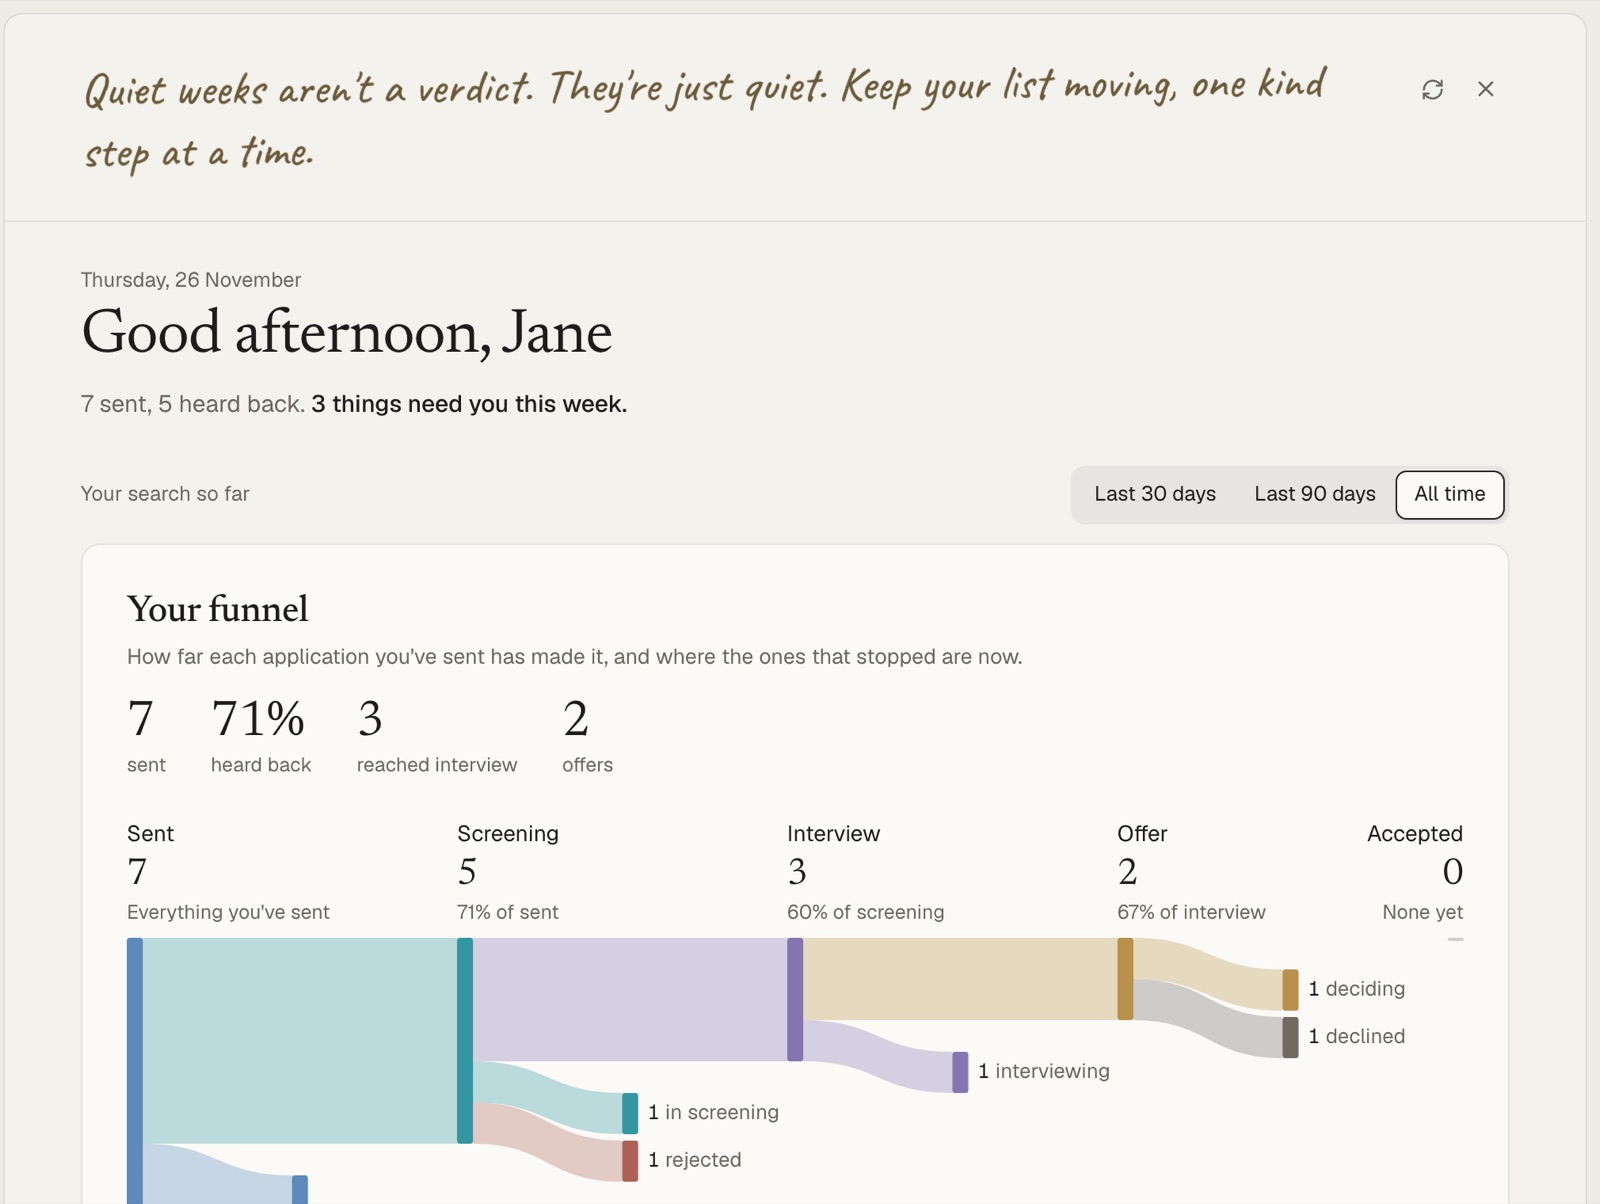 Quiet weeks aren't a verdict. They're just quiet. Keep your list moving, one kind
step at a time.
Thursday, 26 November
Good afternoon, Jane
7 sent, 5 heard back. 3 things need you this week.
Your search so far
Last 30 days
Last 90 days
All time
Your funnel
How far each application you've sent has made it, and where the ones that stopped are now.
7
sent
71%
heard back
3
reached interview
2
offers
Sent
7
Everything you've sent
Screening
5
71% of sent
Interview
3
60% of screening
Offer
2
67% of interview
Accepted
0
None yet
1 deciding
1 declined
1 interviewing
1 in screening
1 rejected